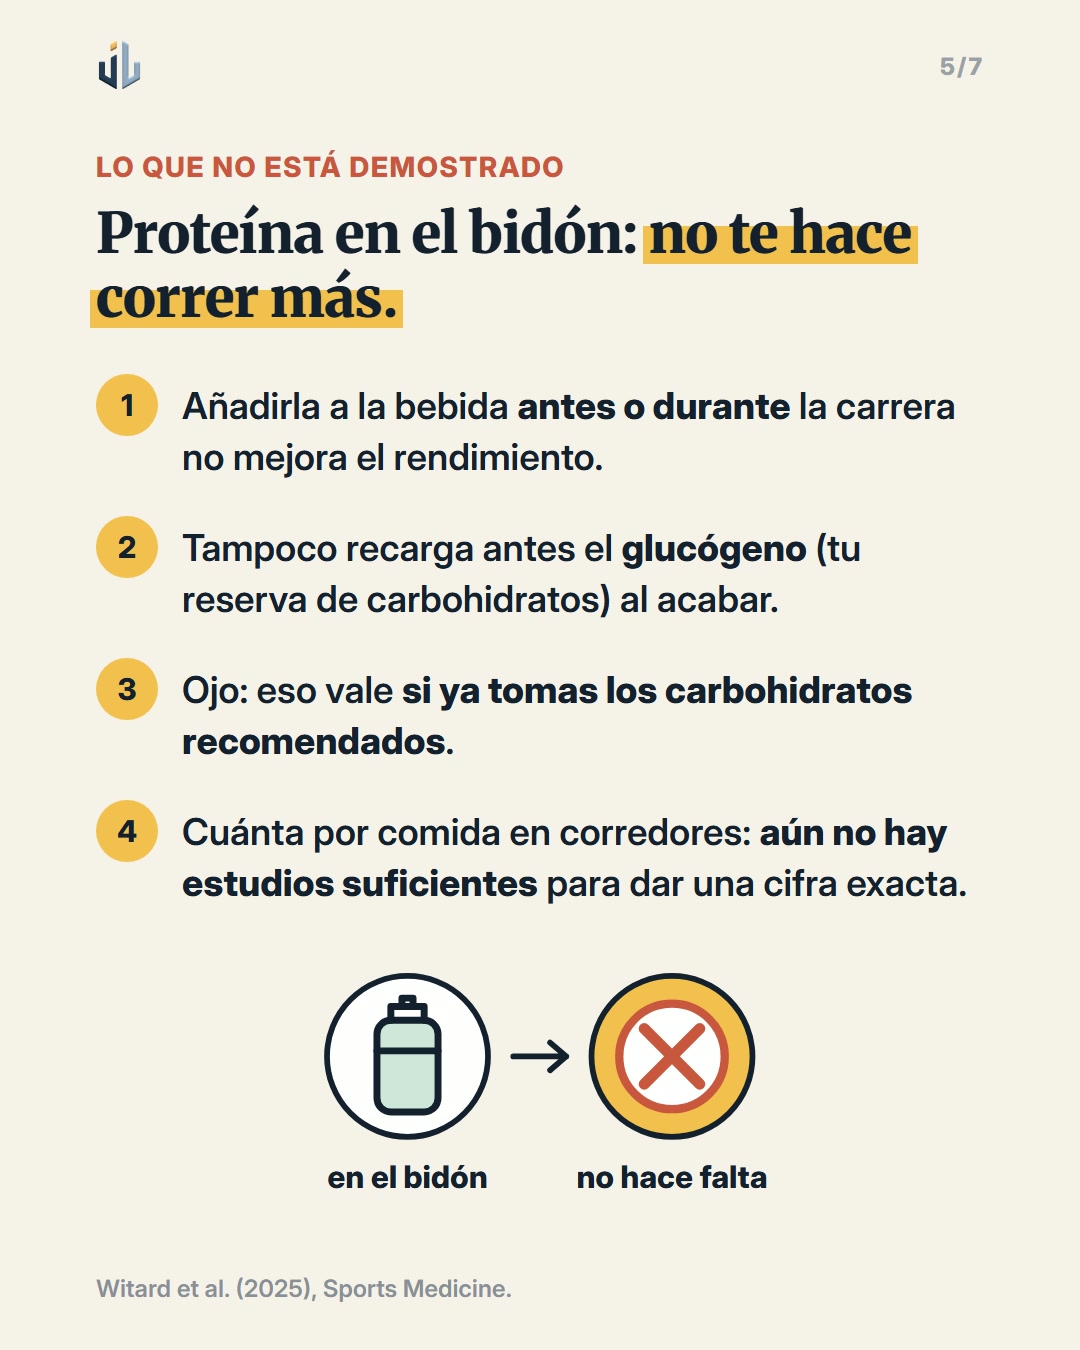 5/7
LO QUE NO ESTÁ DEMOSTRADO
Proteína en el bidón: no te hace
correr más.
1
Añadirla a la bebida antes o durante la carrera
no mejora el rendimiento.
2
Tampoco recarga antes el glucógeno (tu
reserva de carbohidratos) al acabar.
3
Ojo: eso vale si ya tomas los carbohidratos
recomendados.
4
Cuánta por comida en corredores: aún no hay
estudios suficientes para dar una cifra exacta.
en el bidón
no hace falta
Witard et al. (2025), Sports Medicine.